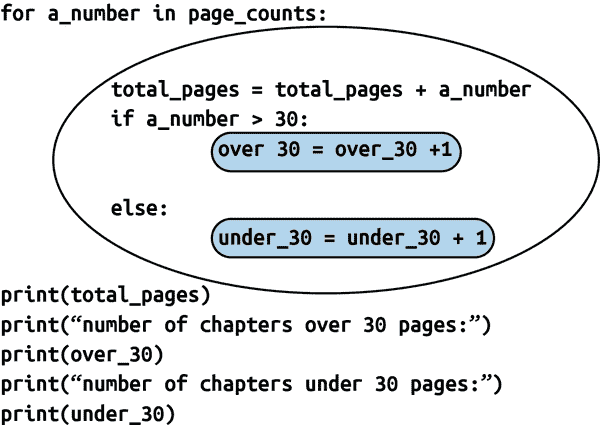 for a_number in page_counts:
total_pages = total_pages + a_number
if a_number > 30:
over 30 = over_30 +1
else:
under_30 = under_30 + 1
print(total_pages)
print(“number of chapters over 30 pages:”)
print(over_30)
print(“number of chapters under 30 pages:”)
print(under_30)